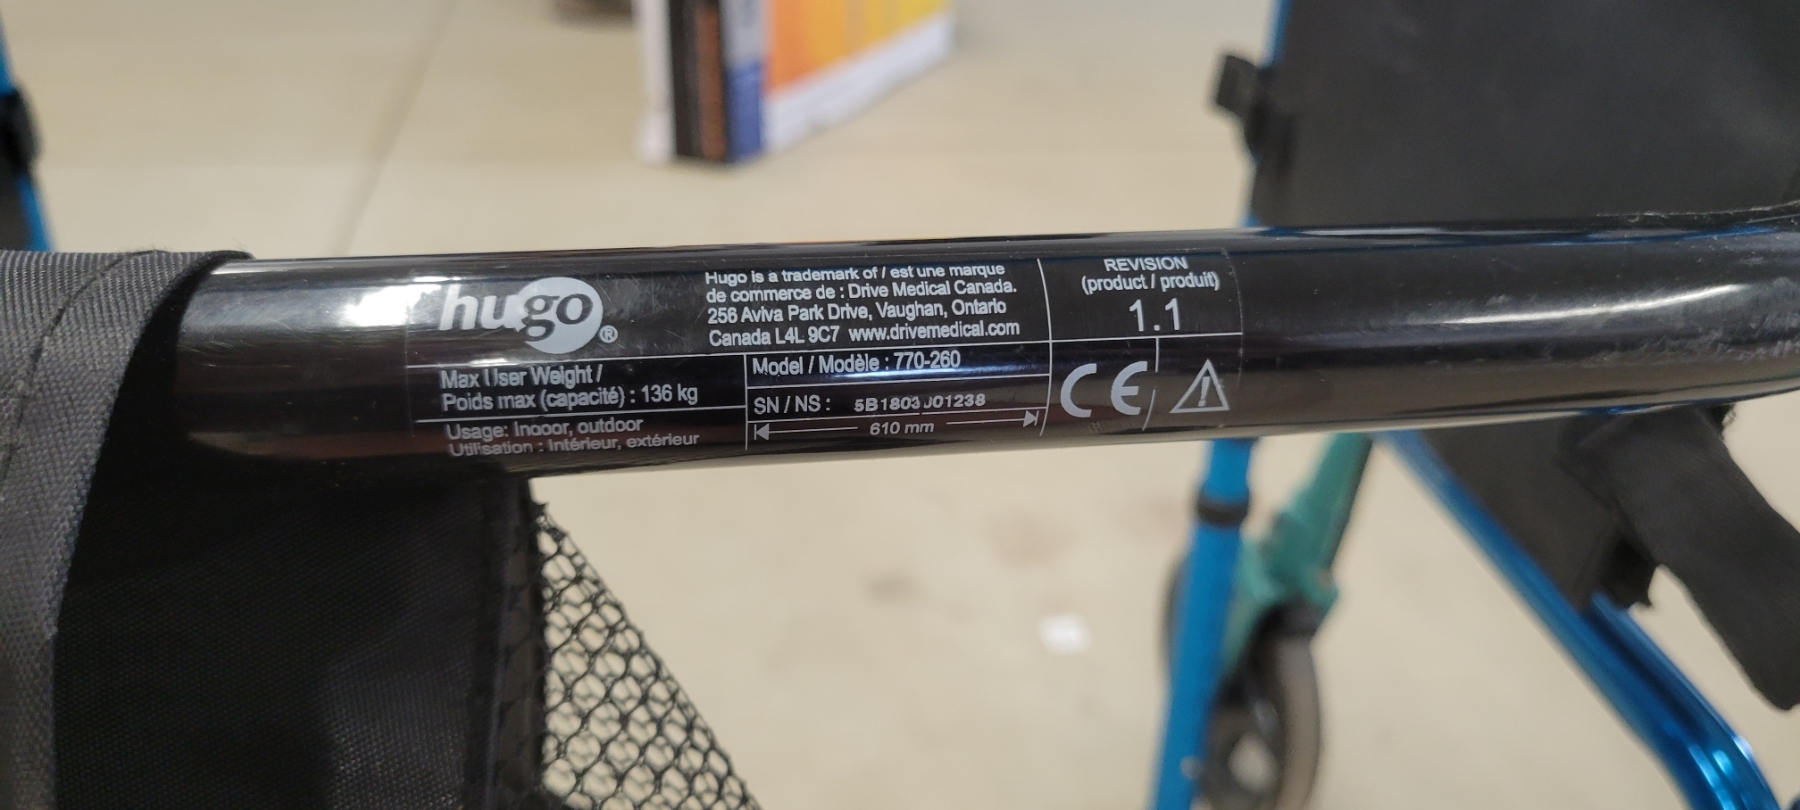 hugo®
Hugo is a trademark of / est une marque
de commerce de : Drive Medical Canada.
256 Aviva Park Drive, Vaughan, Ontario
Canada L4L 9C7 www.drivemedical.com
REVISION
(product / produit)
1.1
Max User Weight /
Poids max (capacité) : 136 kg
Usage: Indoor, outdoor
Utilisation : Intérieur, extérieur
Model / Modèle : 770-260
SN / NS : 5B1803J01238
610 mm
CE